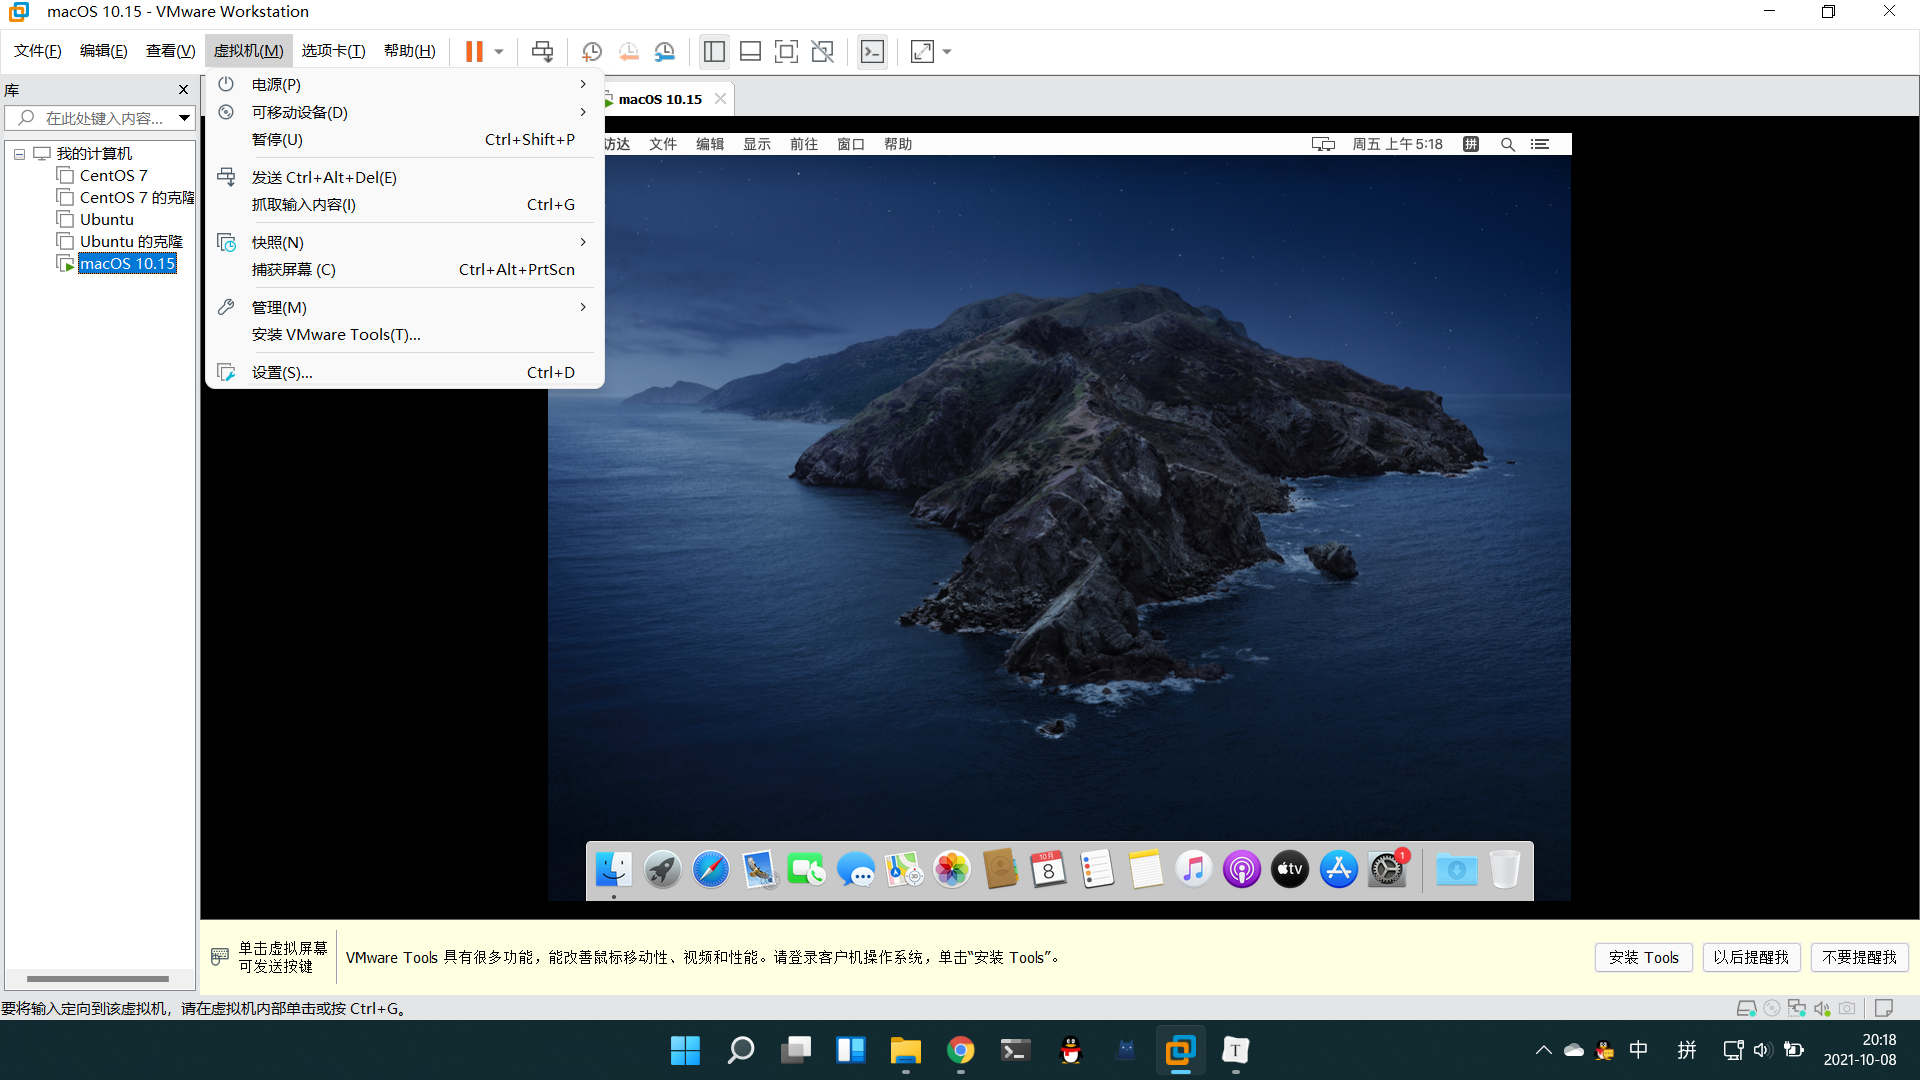 macOS 10.15 - VMware Workstation
文件(F) 编辑(E) 查看(V) 虚拟机(M) 选项卡(T) 帮助(H)
库
在此处键入内容...
我的计算机
CentOS 7
CentOS 7 的克隆
Ubuntu
Ubuntu 的克隆
macOS 10.15
电源(P)
可移动设备(D)
暂停(U) Ctrl+Shift+P
发送 Ctrl+Alt+Del(E)
抓取输入内容(I) Ctrl+G
快照(N)
捕获屏幕 (C) Ctrl+Alt+PrtScn
管理(M)
安装 VMware Tools(T)...
设置(S)... Ctrl+D
macOS 10.15
访达 文件 编辑 显示 前往 窗口 帮助 周五 上午5:18 拼
10月
8
tv
1
单击虚拟屏幕
可发送按键
VMware Tools 具有很多功能，能改善鼠标移动性、视频和性能。请登录客户机操作系统，单击“安装 Tools”。
安装 Tools 以后提醒我 不要提醒我
要将输入定向到该虚拟机，请在虚拟机内部单击或按 Ctrl+G。
T
中 拼
20:18
2021-10-08